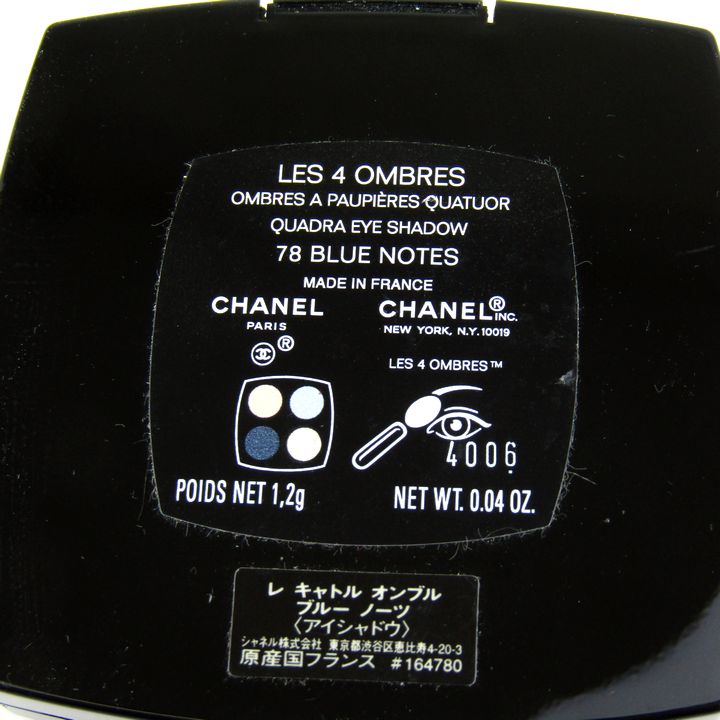 LES 4 OMBRES
OMBRES A PAUPIÈRES QUATUOR
QUADRA EYE SHADOW
78 BLUE NOTES
MADE IN FRANCE
CHANEL
PARIS
®
CHANEL® INC.
NEW YORK, N.Y. 10019
LES 4 OMBRES™
4006
POIDS NET 1,2g
NET WT. 0.04 OZ.
レ キャトル オンブル
ブルー ノーツ
〈アイシャドウ〉
シャネル株式会社 東京都渋谷区恵比寿4-20-3
原産国フランス #164780